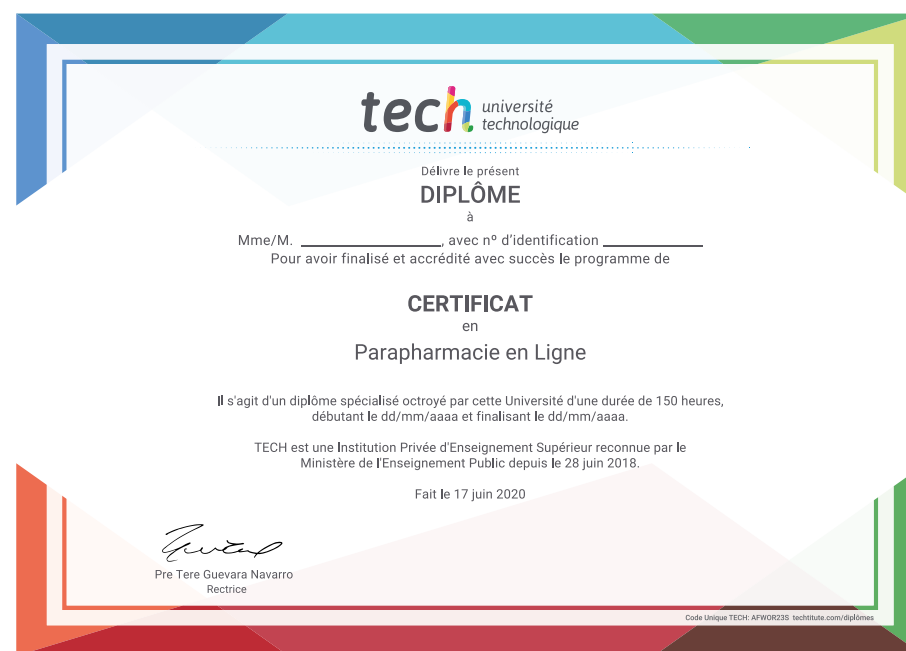 tech université
technologique
Délivre le présent
DIPLÔME
à
Mme/M. ____________________, avec nº d'identification ______________
Pour avoir finalisé et accrédité avec succès le programme de
CERTIFICAT
en
Parapharmacie en Ligne
Il s'agit d'un diplôme spécialisé octroyé par cette Université d'une durée de 150 heures,
débutant le dd/mm/aaaa et finalisant le dd/mm/aaaa.
TECH est une Institution Privée d'Enseignement Supérieur reconnue par le
Ministère de l'Enseignement Public depuis le 28 juin 2018.
Fait le 17 juin 2020
Pre Tere Guevara Navarro
Rectrice
Code Unique TECH: AFWOR23S techtitute.com/diplômes